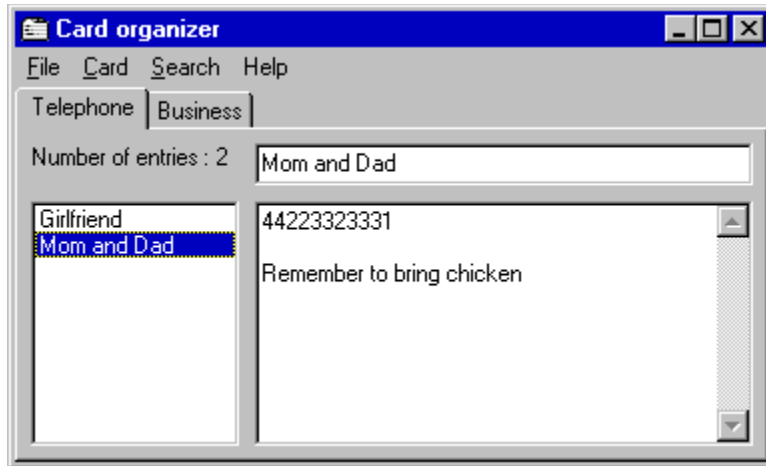 Card organizer
File Card Search Help
Telephone Business
Number of entries : 2 Mom and Dad
Girlfriend
Mom and Dad
44223323331
Remember to bring chicken